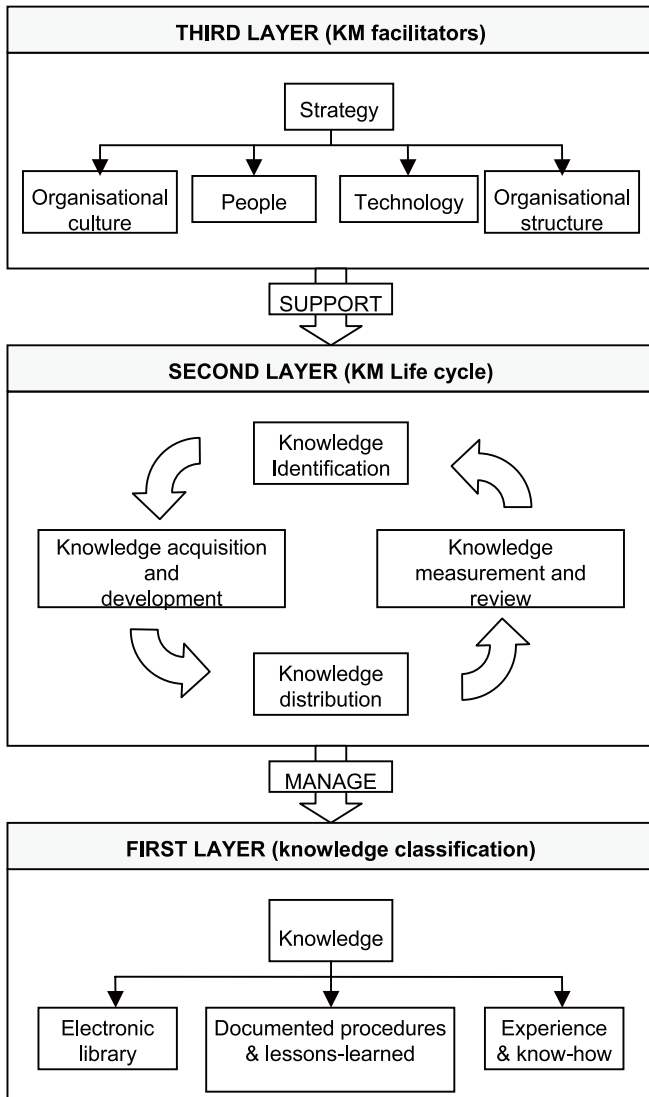 THIRD LAYER (KM facilitators)
Strategy
Organisational
culture
People
Technology
Organisational
structure
SUPPORT
SECOND LAYER (KM Life cycle)
Knowledge
Identification
Knowledge acquisition
and
development
Knowledge
measurement and
review
Knowledge
distribution
MANAGE
FIRST LAYER (knowledge classification)
Knowledge
Electronic
library
Documented procedures
& lessons-learned
Experience
& know-how